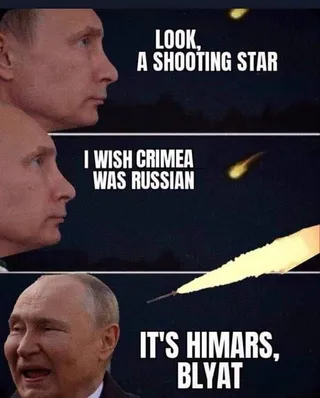 LOOK,
A SHOOTING STAR
I WISH CRIMEA
WAS RUSSIAN
IT'S HIMARS,
BLYAT